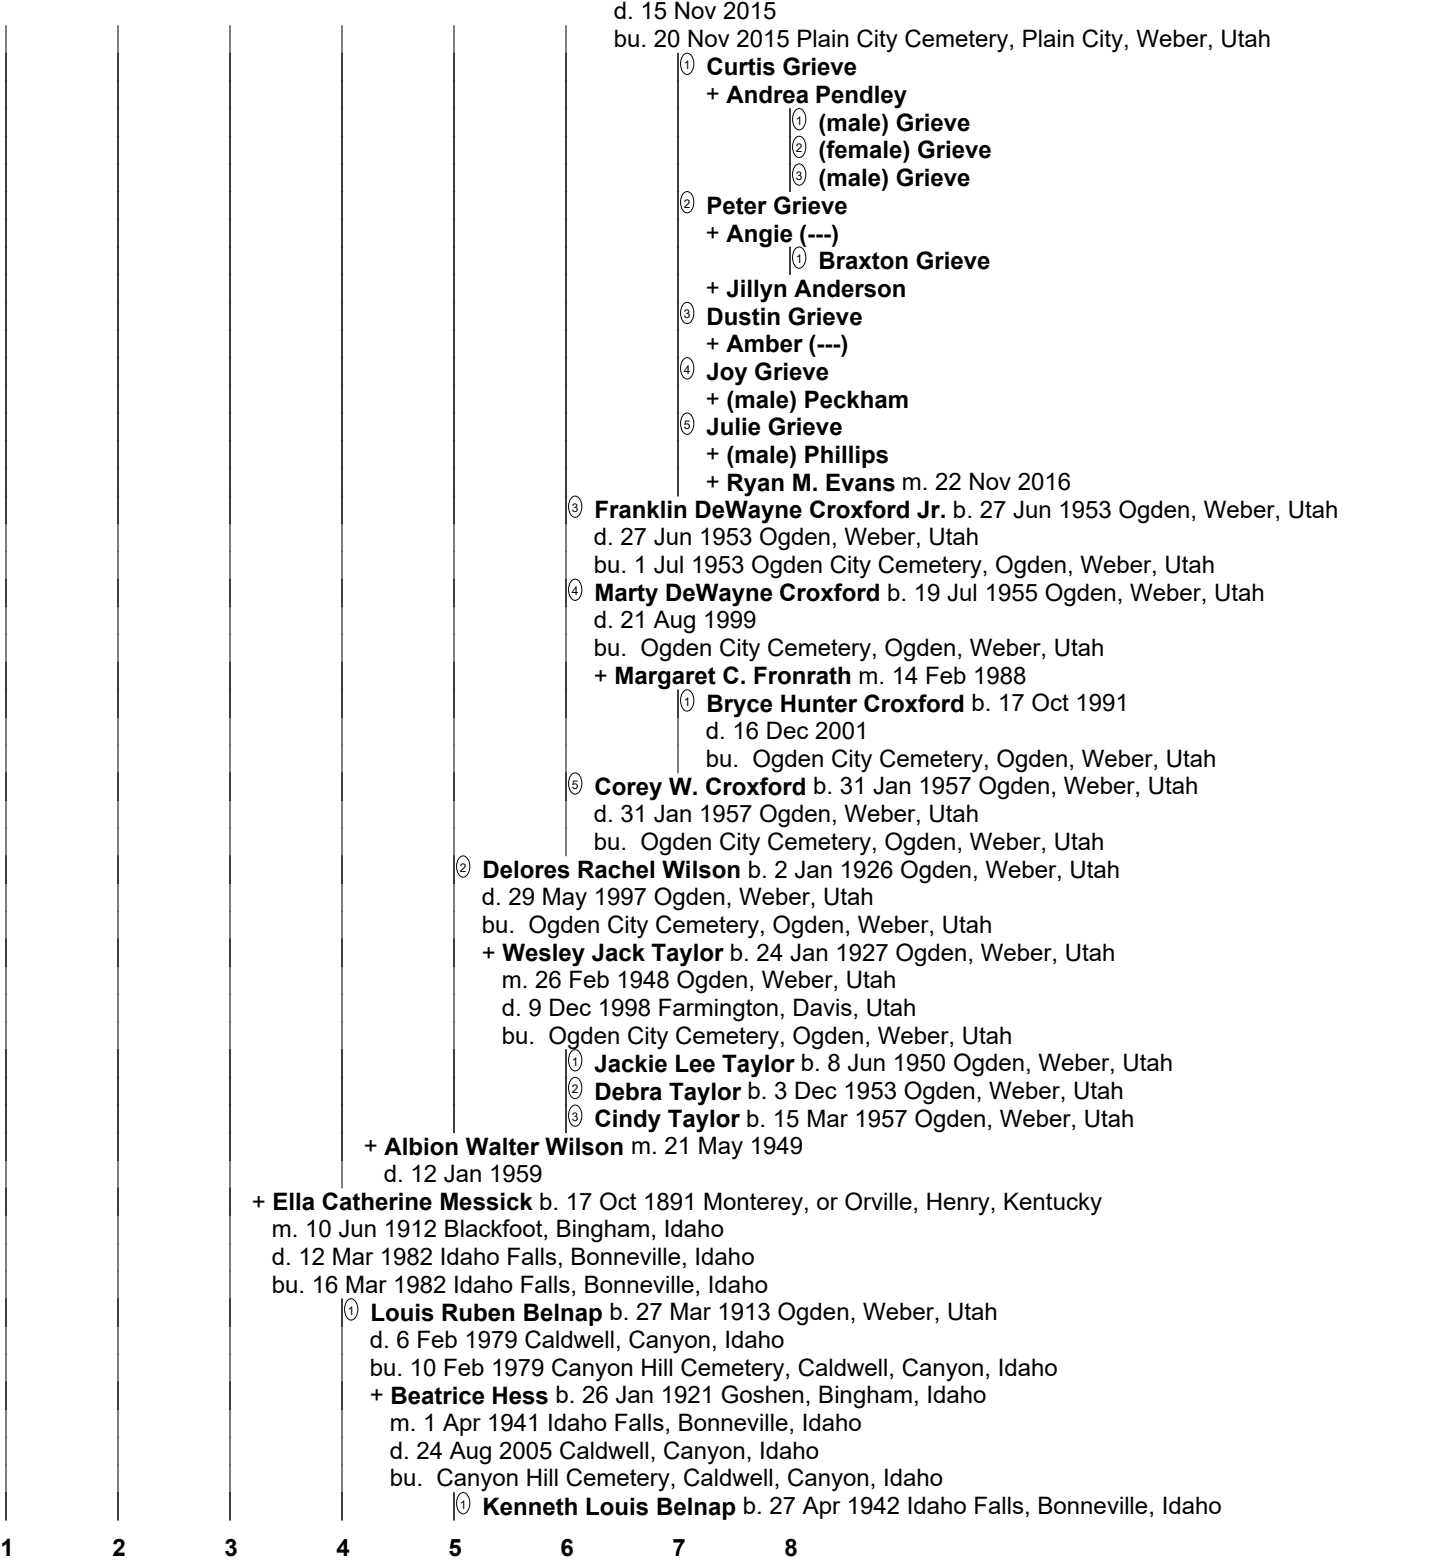 d. 15 Nov 2015
bu. 20 Nov 2015 Plain City Cemetery, Plain City, Weber, Utah
① Curtis Grieve
+ Andrea Pendley
① (male) Grieve
② (female) Grieve
③ (male) Grieve
② Peter Grieve
+ Angie (---)
① Braxton Grieve
+ Jillyn Anderson
③ Dustin Grieve
+ Amber (---)
④ Joy Grieve
+ (male) Peckham
⑤ Julie Grieve
+ (male) Phillips
+ Ryan M. Evans m. 22 Nov 2016
③ Franklin DeWayne Croxford Jr. b. 27 Jun 1953 Ogden, Weber, Utah
d. 27 Jun 1953 Ogden, Weber, Utah
bu. 1 Jul 1953 Ogden City Cemetery, Ogden, Weber, Utah
④ Marty DeWayne Croxford b. 19 Jul 1955 Ogden, Weber, Utah
d. 21 Aug 1999
bu. Ogden City Cemetery, Ogden, Weber, Utah
+ Margaret C. Fronrath m. 14 Feb 1988
① Bryce Hunter Croxford b. 17 Oct 1991
d. 16 Dec 2001
bu. Ogden City Cemetery, Ogden, Weber, Utah
⑤ Corey W. Croxford b. 31 Jan 1957 Ogden, Weber, Utah
d. 31 Jan 1957 Ogden, Weber, Utah
bu. Ogden City Cemetery, Ogden, Weber, Utah
② Delores Rachel Wilson b. 2 Jan 1926 Ogden, Weber, Utah
d. 29 May 1997 Ogden, Weber, Utah
bu. Ogden City Cemetery, Ogden, Weber, Utah
+ Wesley Jack Taylor b. 24 Jan 1927 Ogden, Weber, Utah
m. 26 Feb 1948 Ogden, Weber, Utah
d. 9 Dec 1998 Farmington, Davis, Utah
bu. Ogden City Cemetery, Ogden, Weber, Utah
① Jackie Lee Taylor b. 8 Jun 1950 Ogden, Weber, Utah
② Debra Taylor b. 3 Dec 1953 Ogden, Weber, Utah
③ Cindy Taylor b. 15 Mar 1957 Ogden, Weber, Utah
+ Albion Walter Wilson m. 21 May 1949
d. 12 Jan 1959
+ Ella Catherine Messick b. 17 Oct 1891 Monterey, or Orville, Henry, Kentucky
m. 10 Jun 1912 Blackfoot, Bingham, Idaho
d. 12 Mar 1982 Idaho Falls, Bonneville, Idaho
bu. 16 Mar 1982 Idaho Falls, Bonneville, Idaho
① Louis Ruben Belnap b. 27 Mar 1913 Ogden, Weber, Utah
d. 6 Feb 1979 Caldwell, Canyon, Idaho
bu. 10 Feb 1979 Canyon Hill Cemetery, Caldwell, Canyon, Idaho
+ Beatrice Hess b. 26 Jan 1921 Goshen, Bingham, Idaho
m. 1 Apr 1941 Idaho Falls, Bonneville, Idaho
d. 24 Aug 2005 Caldwell, Canyon, Idaho
bu. Canyon Hill Cemetery, Caldwell, Canyon, Idaho
① Kenneth Louis Belnap b. 27 Apr 1942 Idaho Falls, Bonneville, Idaho
1 2 3 4 5 6 7 8